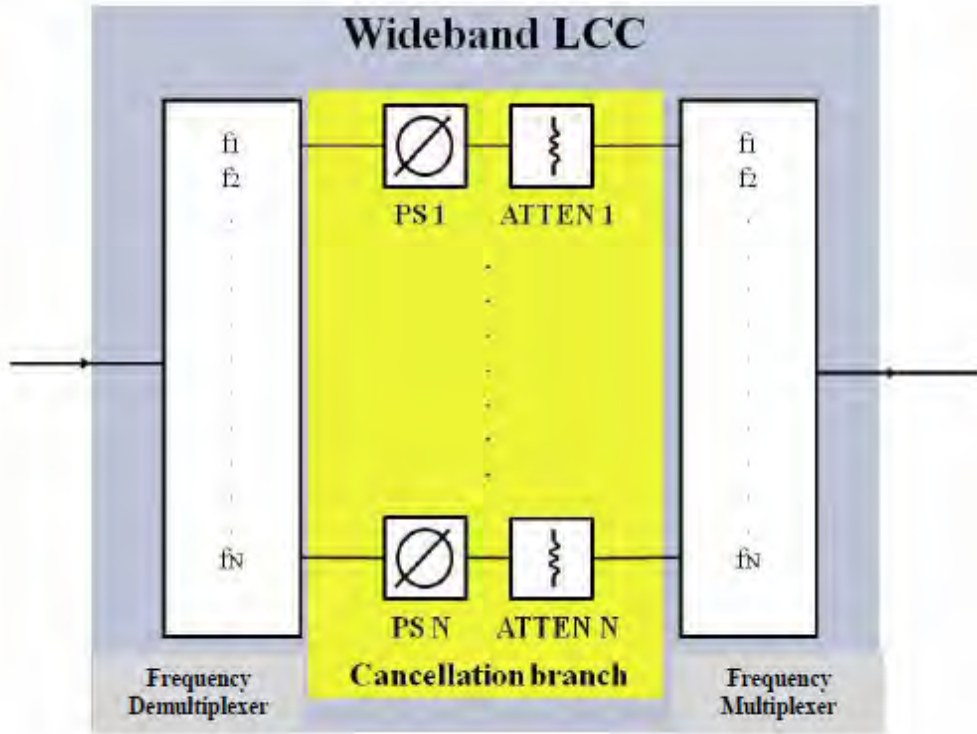 Wideband LCC
f1
f2
fN
PS 1
ATTEN 1
PS N
ATTEN N
Cancellation branch
f1
f2
fN
Frequency
Demultiplexer
Frequency
Multiplexer